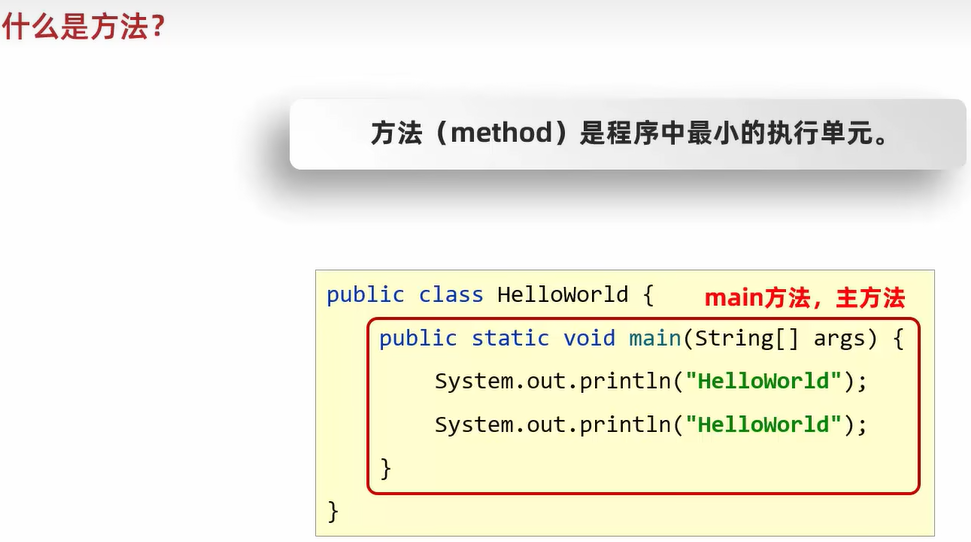 什么是方法？
方法（method）是程序中最小的执行单元。
public class HelloWorld {
main方法，主方法
public static void main(String[] args) {
System.out.println("HelloWorld");
System.out.println("HelloWorld");
}
}